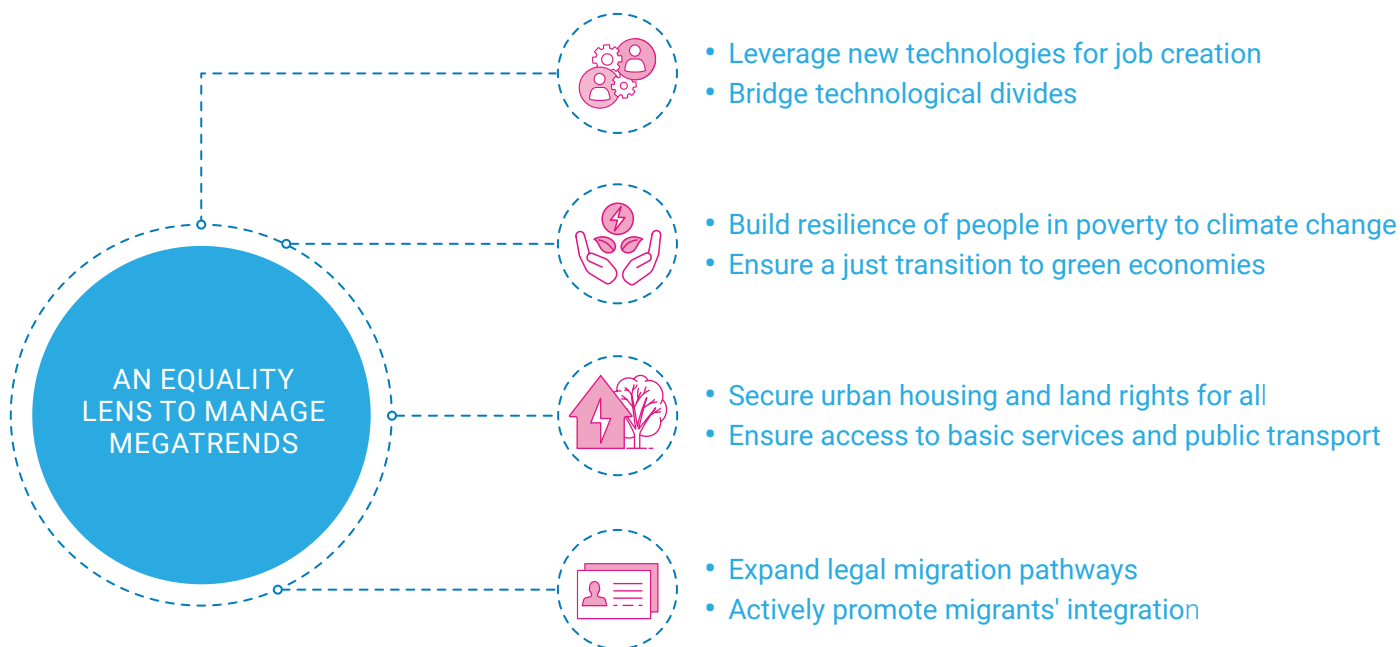 AN EQUALITY
LENS TO MANAGE
MEGATRENDS
• Leverage new technologies for job creation
• Bridge technological divides
• Build resilience of people in poverty to climate change
• Ensure a just transition to green economies
• Secure urban housing and land rights for all
• Ensure access to basic services and public transport
• Expand legal migration pathways
• Actively promote migrants' integration